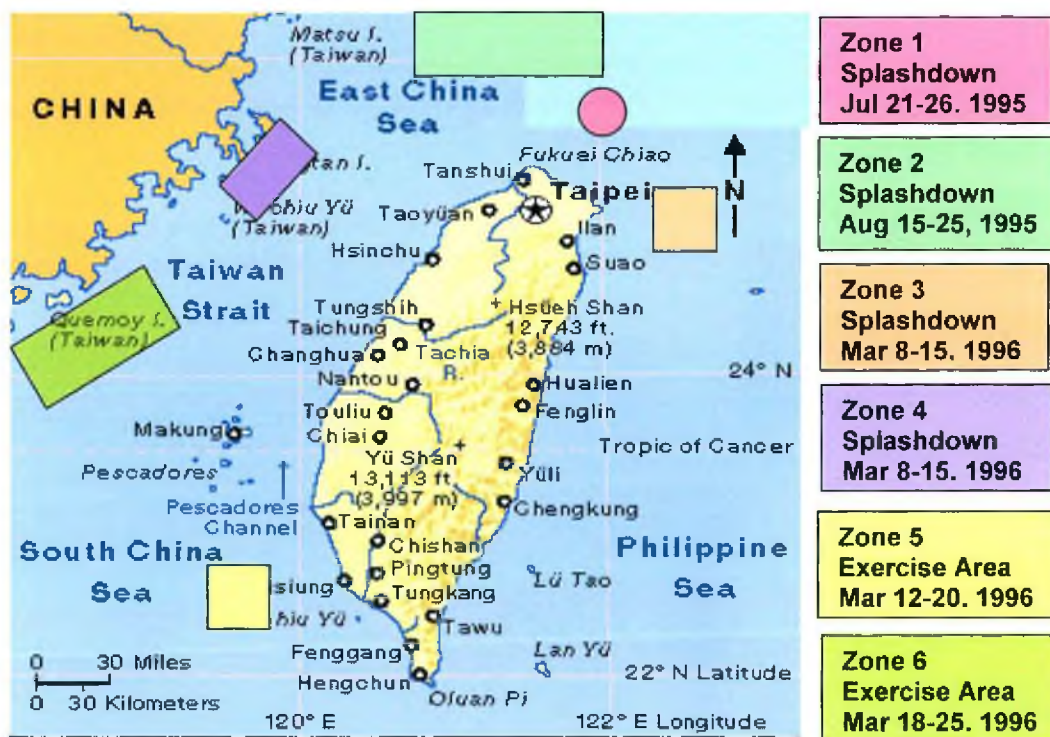 Matsu I.
(Taiwan)
CHINA
East China
Sea
Fukuei Chiao
Tanshui
Taipei
N
Taoyüan
Ilan
(Taiwan)
Hsinchu
Suao
Taiwan
Strait
Quemoy I.
(Taiwan)
Tungshih
Hsüeh Shan
12,743 ft.
(3,884 m)
Taichung
Changhua
Tachia
R.
24° N
Nantou
Hualien
Fenglin
Touliu
Makung
Chiai
Tropic of Cancer
Pescadores
Yü Shan
13,113 ft.
(3,997 m)
Yüli
Pescadores
Channel
Chengkung
Tainan
South China
Sea
Chishan
Philippine
Sea
Pingtung
Lü Tao
Tungkang
Tawu
Fenggang
Lan Yü
0 30 Miles
0 30 Kilometers
Hengchun
22° N Latitude
Oluan Pi
120° E
122° E Longitude
Zone 1
Splashdown
Jul 21-26. 1995
Zone 2
Splashdown
Aug 15-25, 1995
Zone 3
Splashdown
Mar 8-15. 1996
Zone 4
Splashdown
Mar 8-15. 1996
Zone 5
Exercise Area
Mar 12-20. 1996
Zone 6
Exercise Area
Mar 18-25. 1996